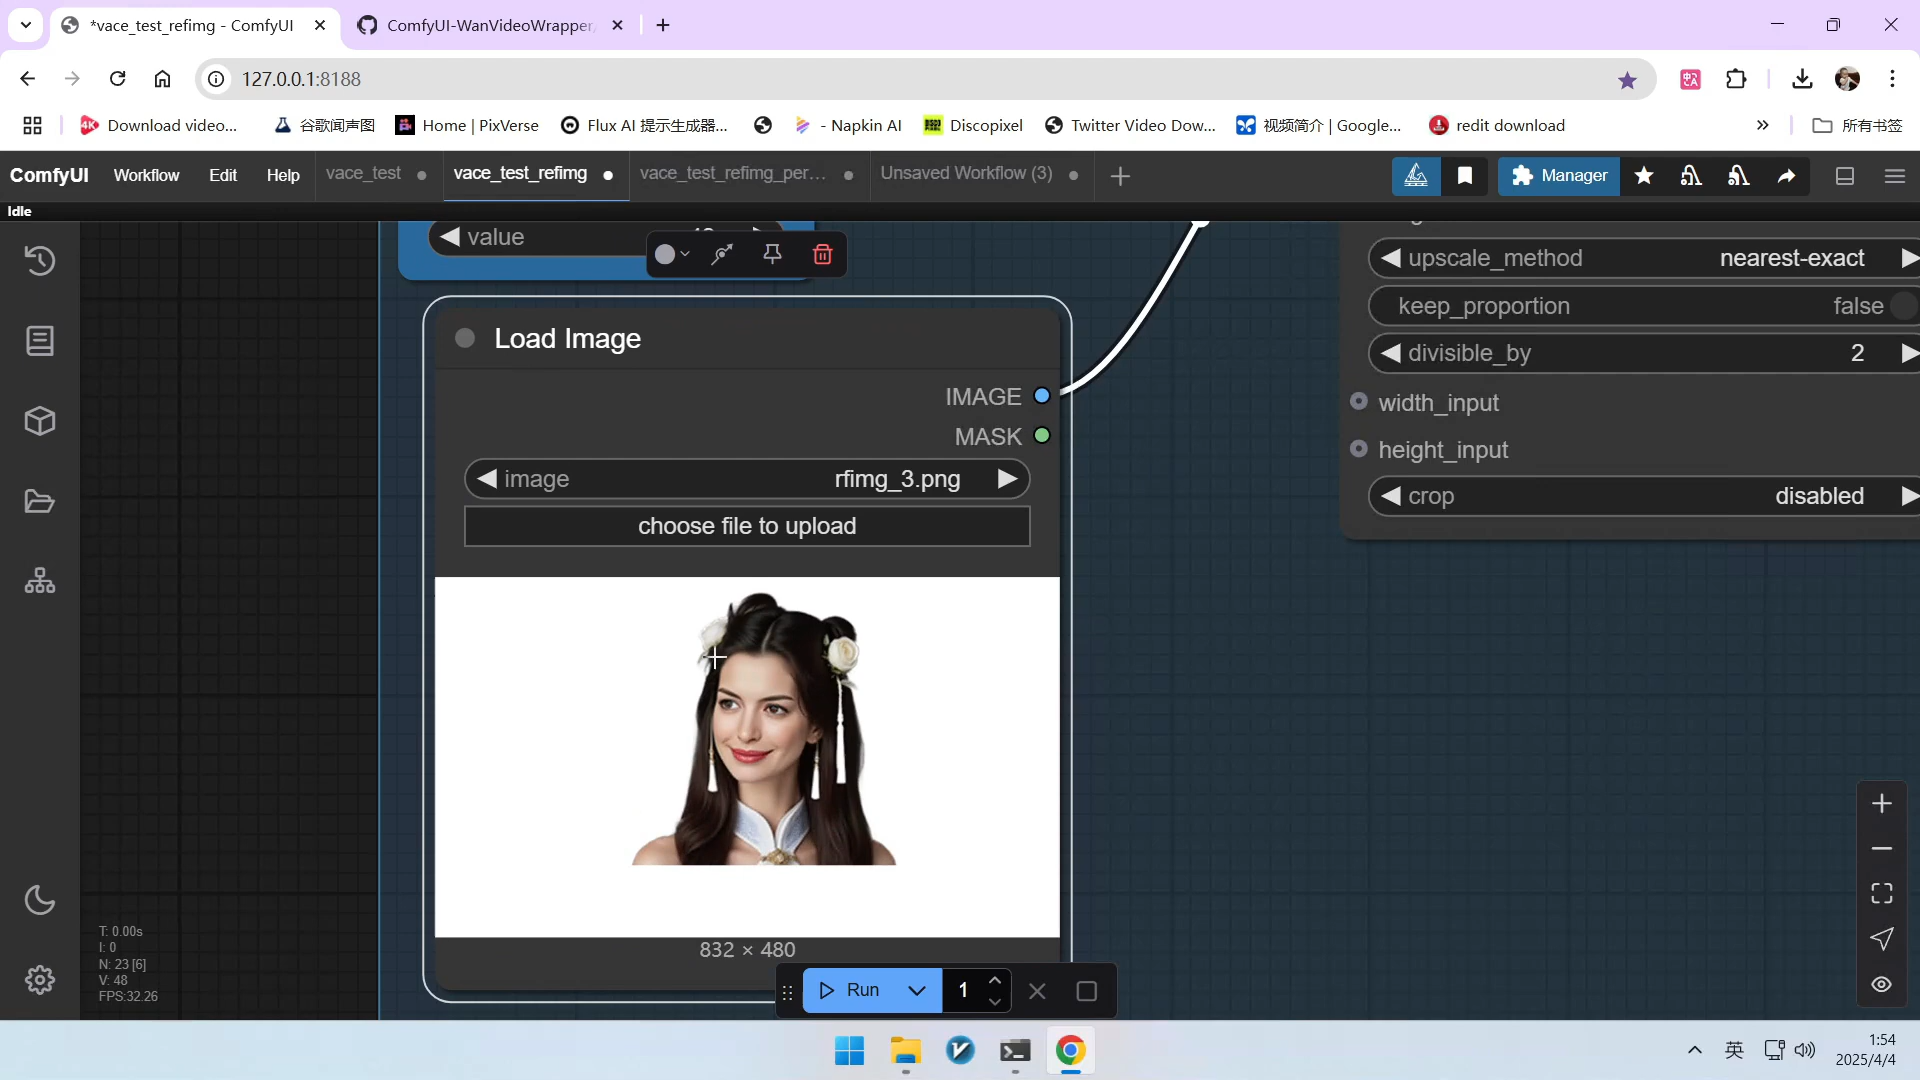 *vace_test_refimg - ComfyUI
ComfyUI-WanVideoWrapper
127.0.0.1:8188
Download video...
谷歌闻声图
Home | PixVerse
Flux AI 提示生成器...
- Napkin AI
Discopixel
Twitter Video Dow...
视频简介 | Google...
redit download
所有书签
ComfyUI
Workflow
Edit
Help
vace_test
vace_test_refimg
vace_test_refimg_per...
Unsaved Workflow (3)
Manager
Idle
value
upscale_method nearest-exact
keep_proportion false
divisible_by 2
width_input
height_input
crop disabled
Load Image
IMAGE
MASK
image rfimg_3.png
choose file to upload
832 × 480
T: 0.00s
I: 0
N: 23 [6]
V: 48
FPS:32.26
Run
1
英
1:54
2025/4/4